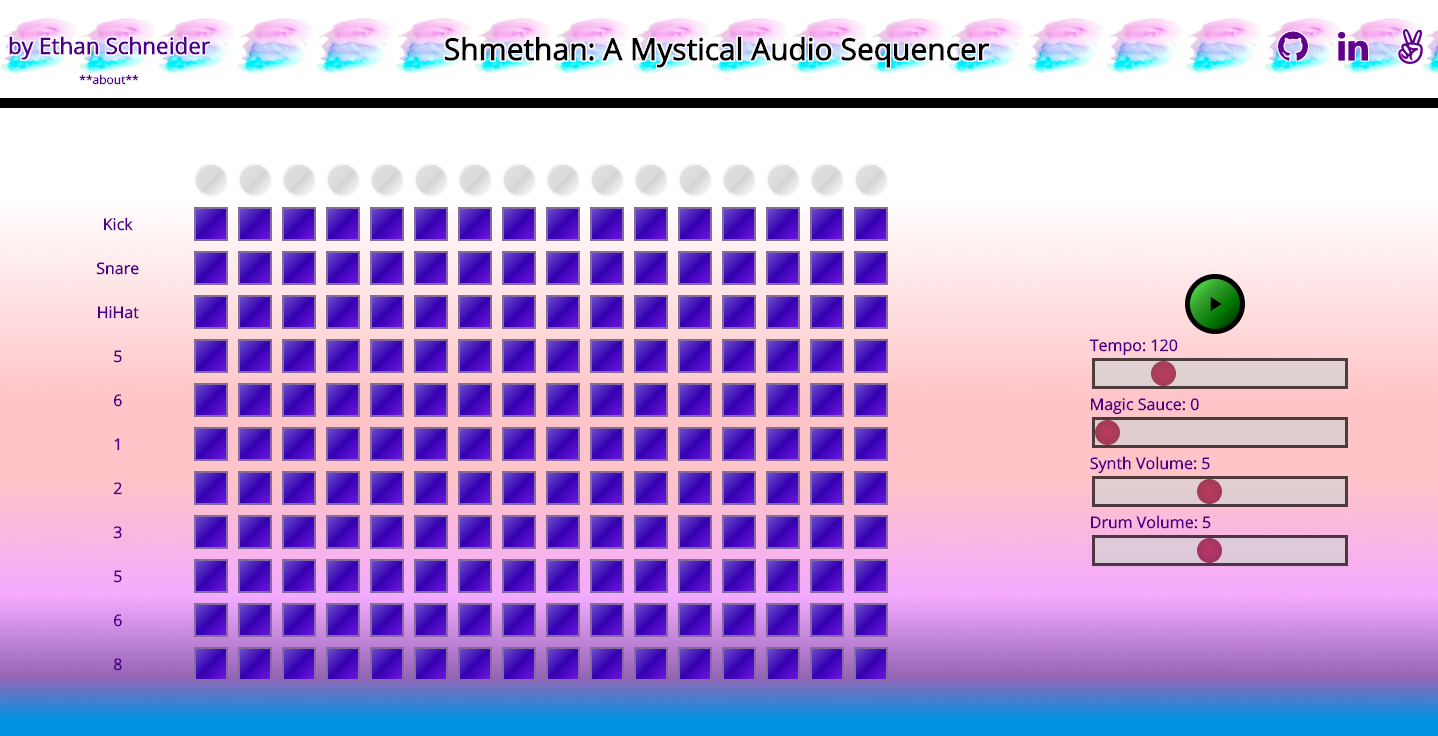 by Ethan Schneider
**about**
Shmethan: A Mystical Audio Sequencer
in
Kick
Snare
HiHat
5
6
1
2
3
5
6
8
Tempo: 120
Magic Sauce: 0
Synth Volume: 5
Drum Volume: 5